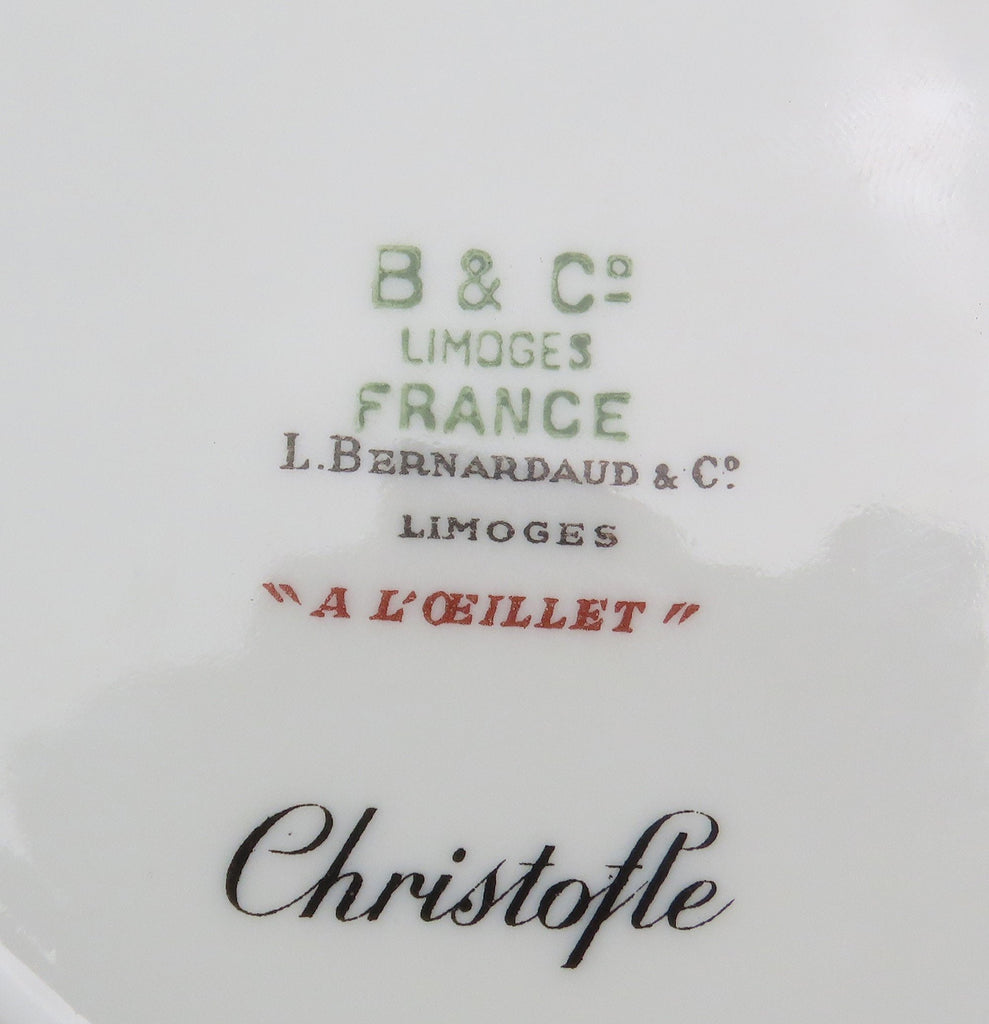 B & Cº
LIMOGES
FRANCE
L. BERNARDAUD & Cº
LIMOGES
"A L'ŒILLET"
Christofle